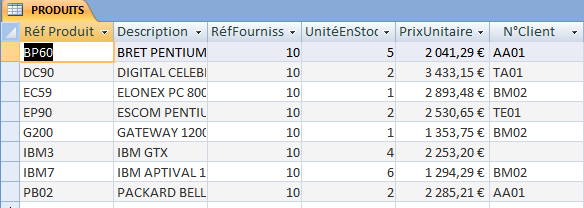 PRODUITS
Réf Produit Description RéfFourniss UnitéEnStoc PrixUnitaire N°Client
BP60 BRET PENTIUM 10 5 2 041,29 € AA01
DC90 DIGITAL CELEB 10 2 3 433,15 € TA01
EC59 ELONEX PC 800 10 1 2 893,48 € BM02
EP90 ESCOM PENTIU 10 2 2 530,65 € TE01
G200 GATEWAY 1200 10 1 1 353,75 € BM02
IBM3 IBM GTX 10 4 2 253,20 €
IBM7 IBM APTIVAL 1 10 6 1 294,29 € BM02
PB02 PACKARD BELL 10 2 2 285,21 € AA01